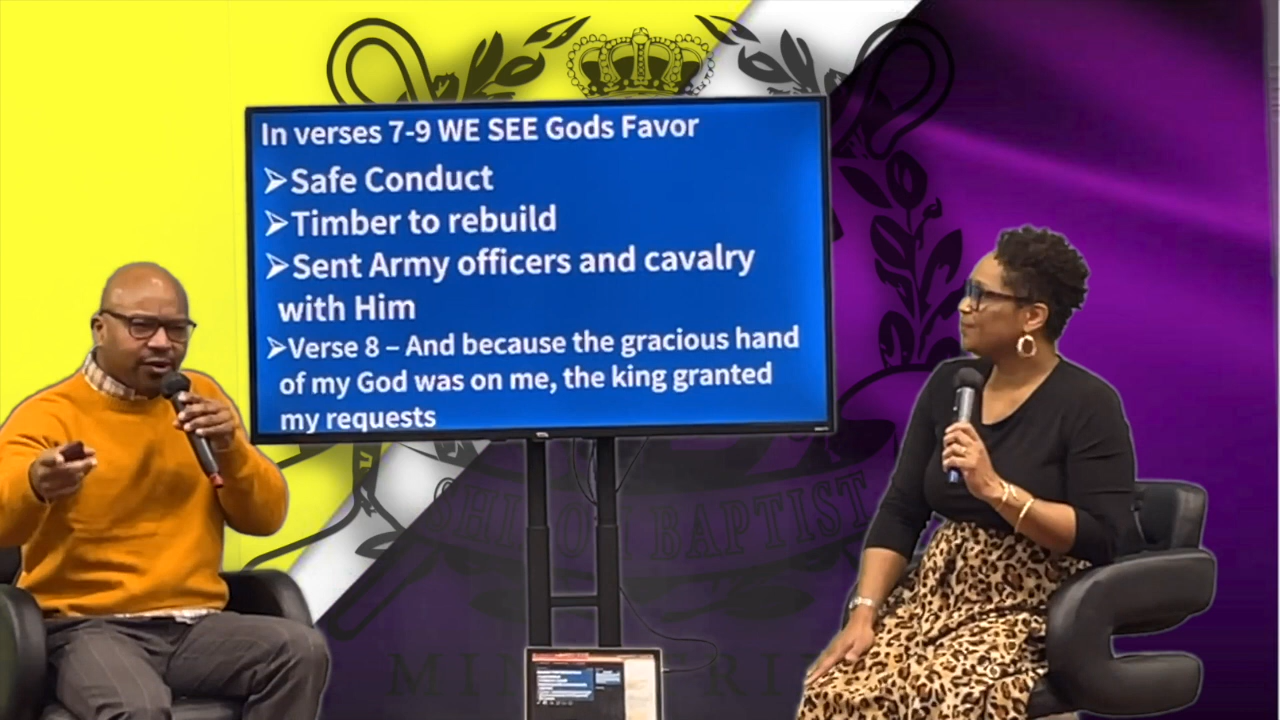 In verses 7-9 WE SEE Gods Favor
➢Safe Conduct
➢Timber to rebuild
➢Sent Army officers and cavalry
with Him
➢Verse 8 – And because the gracious hand
of my God was on me, the king granted
my requests
BAPTIST